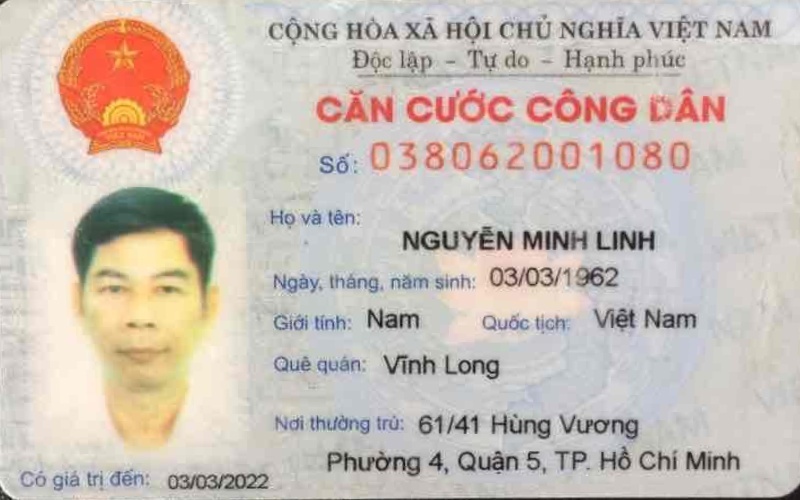 CỘNG HÒA XÃ HỘI CHỦ NGHĨA VIỆT NAM
Độc lập - Tự do - Hạnh phúc
CĂN CƯỚC CÔNG DÂN
Số: 038062001080
Họ và tên:
NGUYỄN MINH LINH
Ngày, tháng, năm sinh: 03/03/1962
Giới tính: Nam Quốc tịch: Việt Nam
Quê quán: Vĩnh Long
Nơi thường trú: 61/41 Hùng Vương
Phường 4, Quận 5, TP. Hồ Chí Minh
Có giá trị đến: 03/03/2022